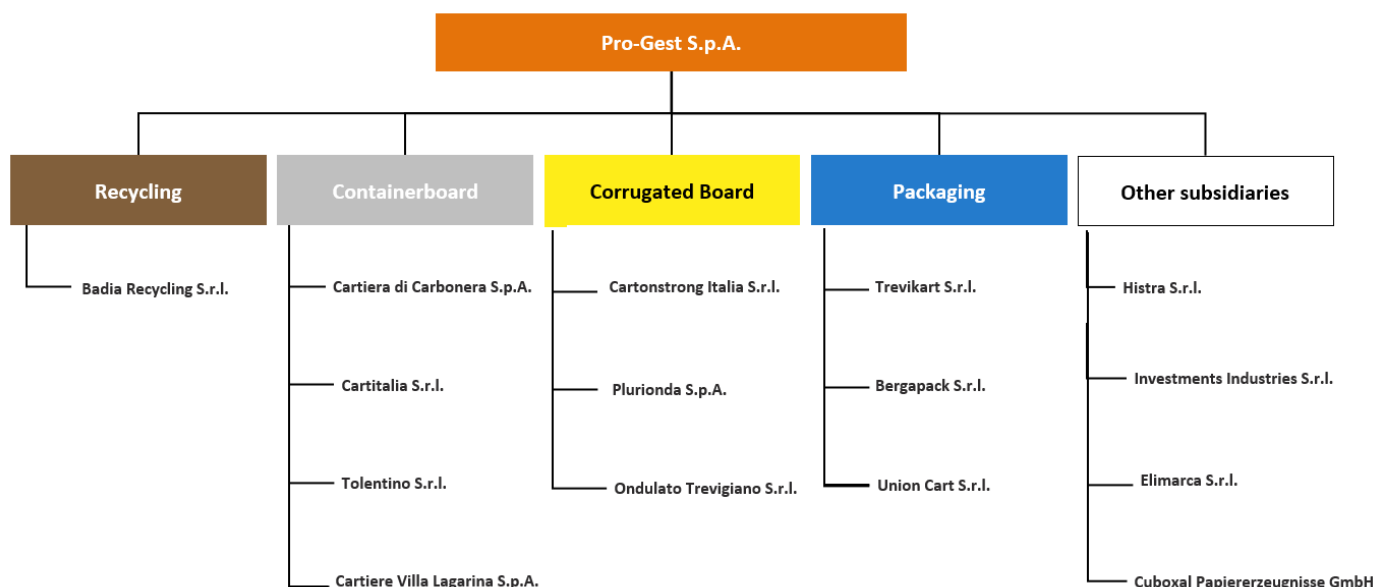 Pro-Gest S.p.A.
Recycling
Containerboard
Corrugated Board
Packaging
Other subsidiaries
Badia Recycling S.r.l.
Cartiera di Carbonera S.p.A.
Cartonstrong Italia S.r.l.
Trevikart S.r.l.
Histra S.r.l.
Cartitalia S.r.l.
Plurionda S.p.A.
Bergapack S.r.l.
Investments Industries S.r.l.
Tolentino S.r.l.
Ondulato Trevigiano S.r.l.
Union Cart S.r.l.
Elimarca S.r.l.
Cartiere Villa Lagarina S.p.A.
Cuboxal Papiererzeugnisse GmbH